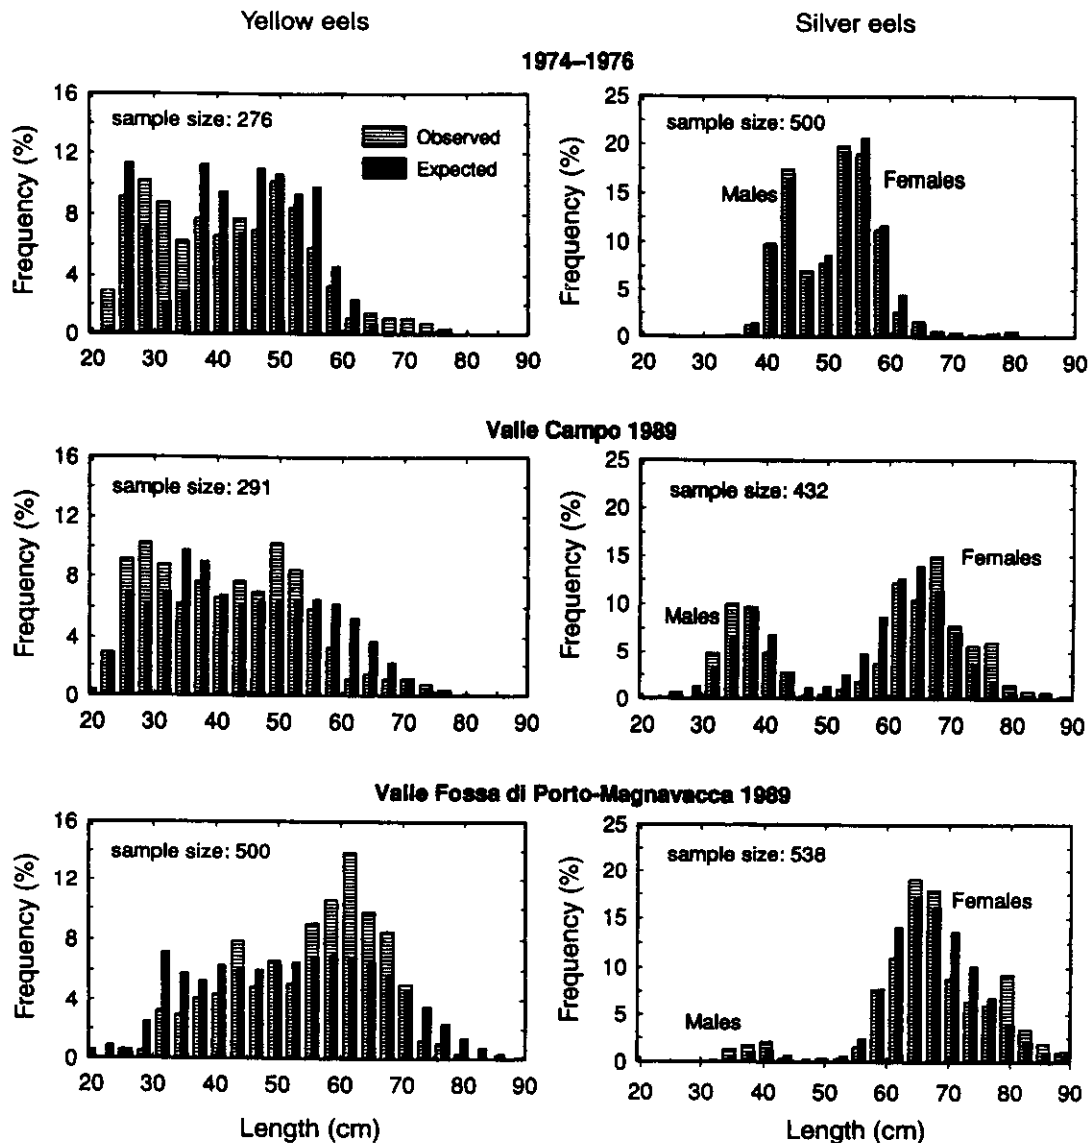 Yellow eels
Silver eels
1974–1976
16
12
8
4
0
Frequency (%)
sample size: 276
Observed
Expected
20 30 40 50 60 70 80 90
25
20
15
10
5
0
Frequency (%)
sample size: 500
Males
Females
20 30 40 50 60 70 80 90
Valle Campo 1989
16
12
8
4
0
Frequency (%)
sample size: 291
20 30 40 50 60 70 80 90
25
20
15
10
5
0
Frequency (%)
sample size: 432
Males
Females
20 30 40 50 60 70 80 90
Valle Fossa di Porto-Magnavacca 1989
16
12
8
4
0
Frequency (%)
sample size: 500
20 30 40 50 60 70 80 90
Length (cm)
25
20
15
10
5
0
Frequency (%)
sample size: 538
Males
Females
20 30 40 50 60 70 80 90
Length (cm)